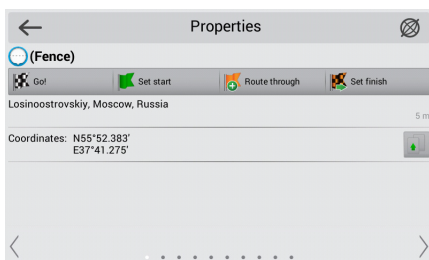 Properties
(Fence)
Go! Set start Route through Set finish
Losinoostrovskiy, Moscow, Russia
5 m
Coordinates: N55°52.383'
E37°41.275'